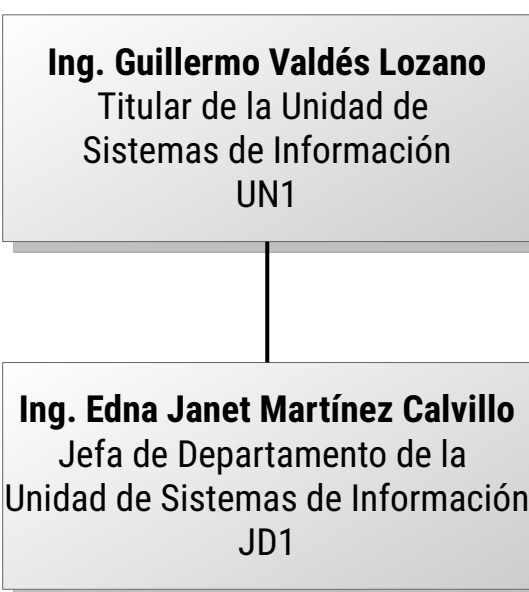 Ing. Guillermo Valdés Lozano
Titular de la Unidad de
Sistemas de Información
UN1
Ing. Edna Janet Martínez Calvillo
Jefa de Departamento de la
Unidad de Sistemas de Información
JD1